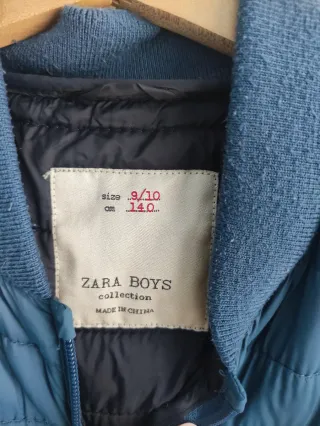 size 9/10
cm 140
ZARA BOYS
collection
MADE IN CHINA